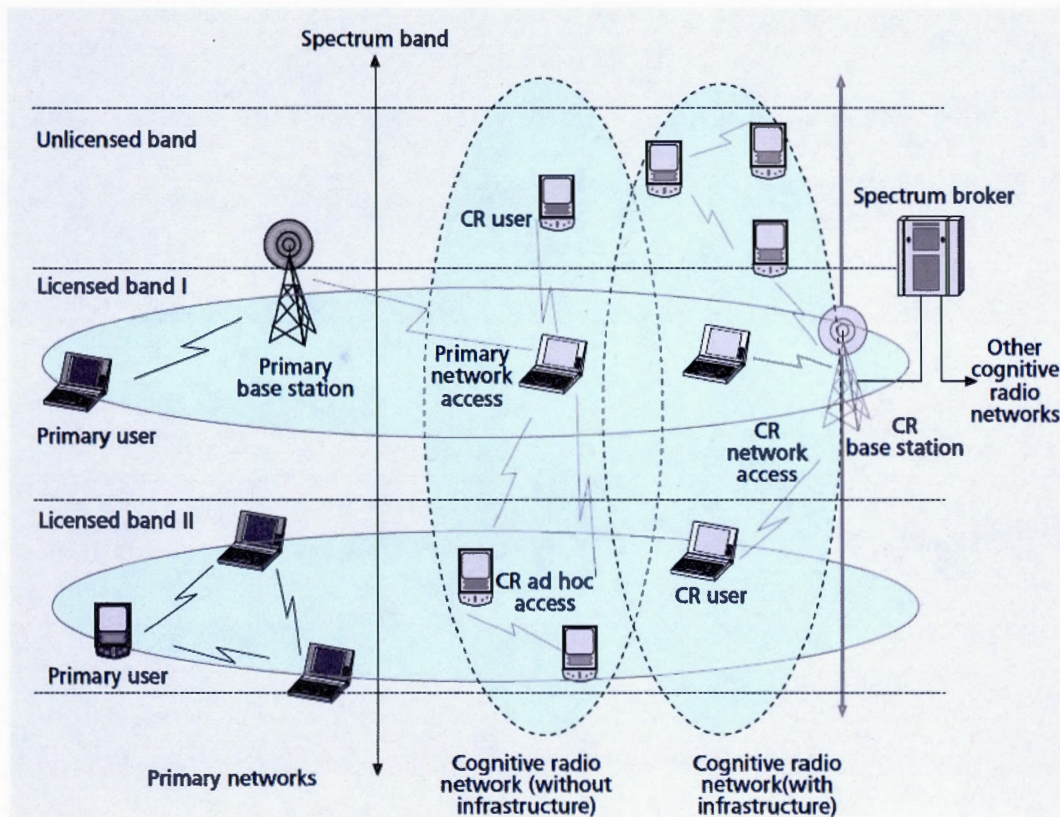 Spectrum band
Unlicensed band
CR user
Spectrum broker
Licensed band I
Primary
base station
Primary
network
access
Other
cognitive
radio
networks
Primary user
CR
network
access
CR
base station
Licensed band II
CR ad hoc
access
CR user
Primary user
Primary networks
Cognitive radio
network (without
infrastructure)
Cognitive radio
network(with
infrastructure)